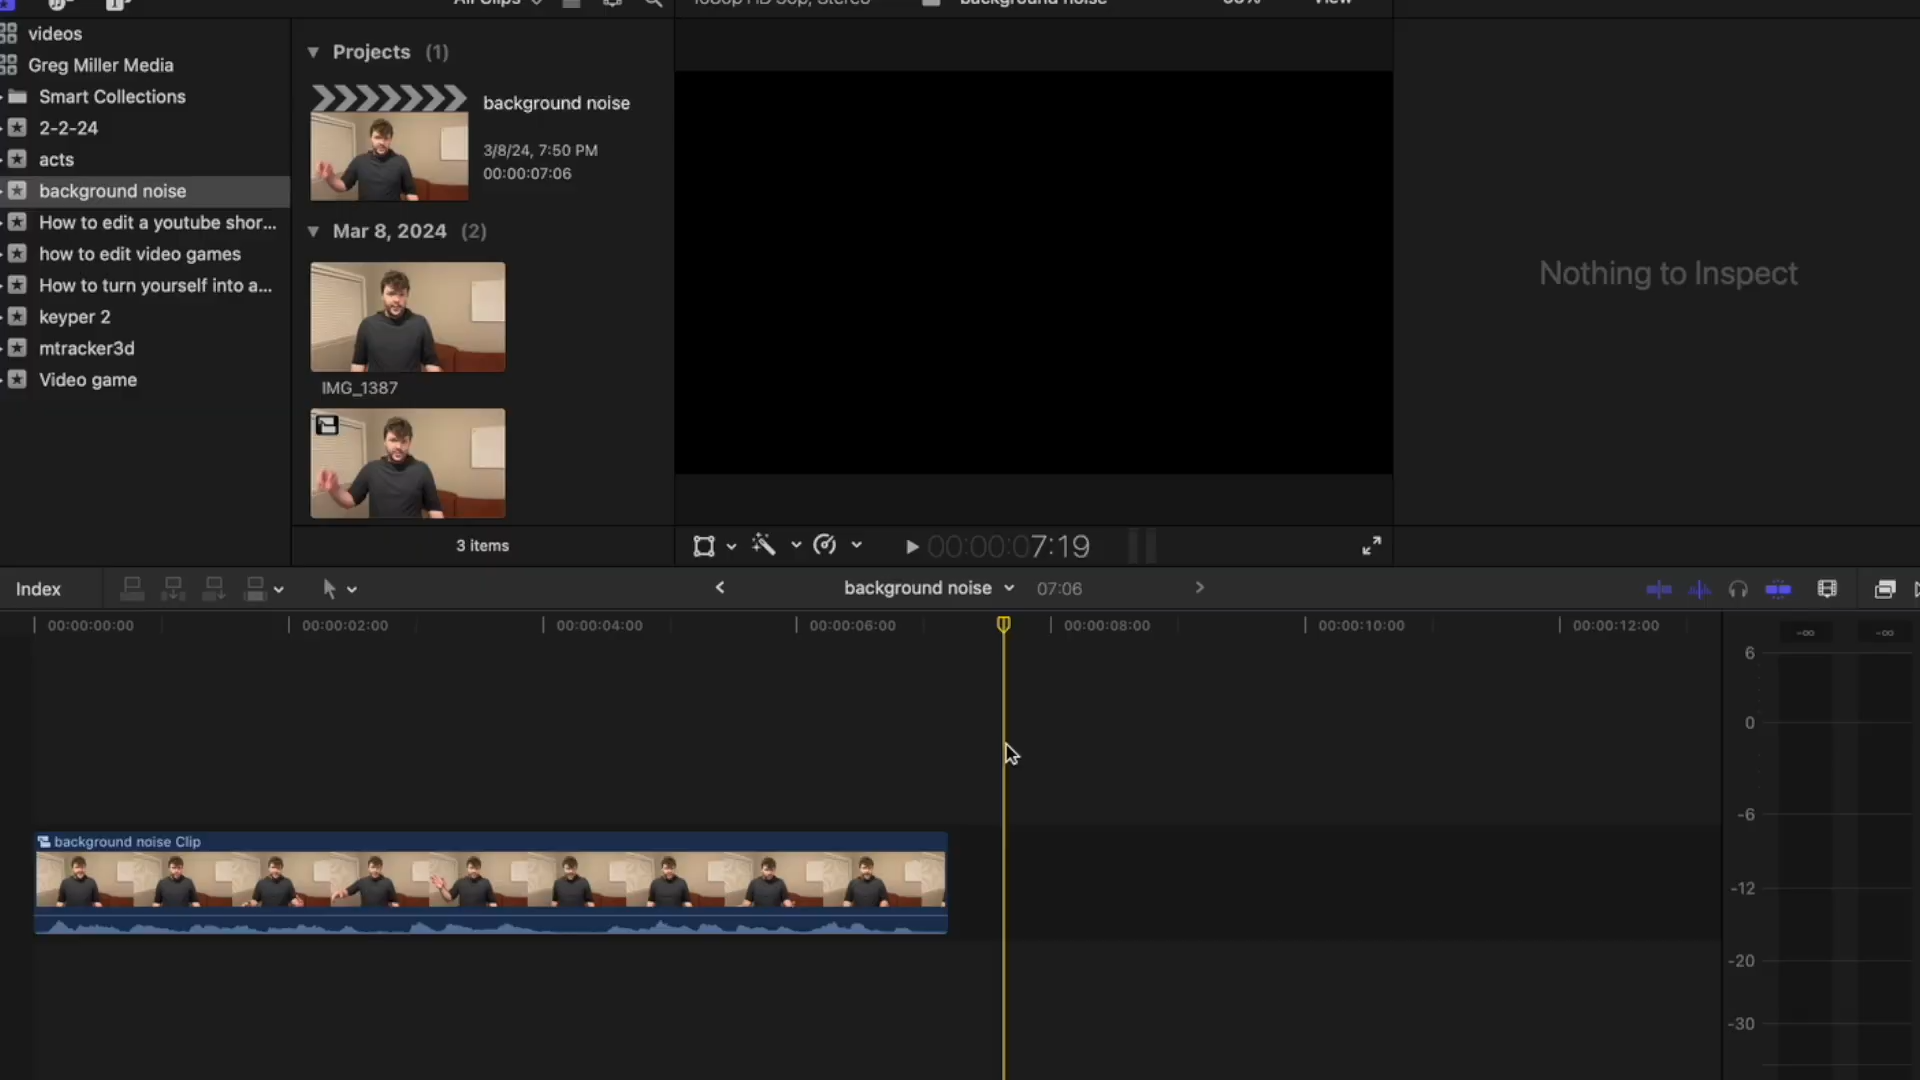 All Clips
1080p HD 30p, Stereo
background noise
View
videos
Greg Miller Media
Smart Collections
2-2-24
acts
background noise
How to edit a youtube shor...
how to edit video games
How to turn yourself into a...
keyper 2
mtracker3d
Video game
Projects (1)
background noise
3/8/24, 7:50 PM
00:00:07:06
Mar 8, 2024 (2)
IMG_1387
3 items
00:00:07:19
Nothing to Inspect
Index
background noise
07:06
00:00:00:00
00:00:02:00
00:00:04:00
00:00:06:00
00:00:08:00
00:00:10:00
00:00:12:00
background noise Clip
-∞
-∞
6
0
-6
-12
-20
-30